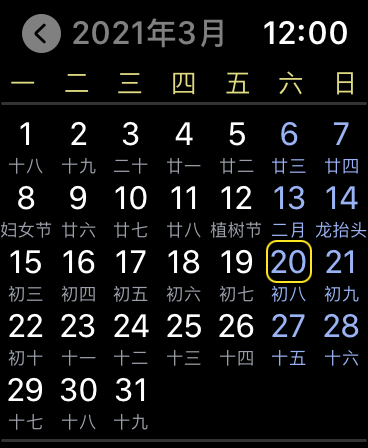 2021年3月 12:00
一 二 三 四 五 六 日
1 2 3 4 5 6 7
十八 十九 二十 廿一 廿二 廿三 廿四
8 9 10 11 12 13 14
妇女节 廿六 廿七 廿八 植树节 二月 龙抬头
15 16 17 18 19 20 21
初三 初四 初五 初六 初七 初八 初九
22 23 24 25 26 27 28
初十 十一 十二 十三 十四 十五 十六
29 30 31
十七 十八 十九